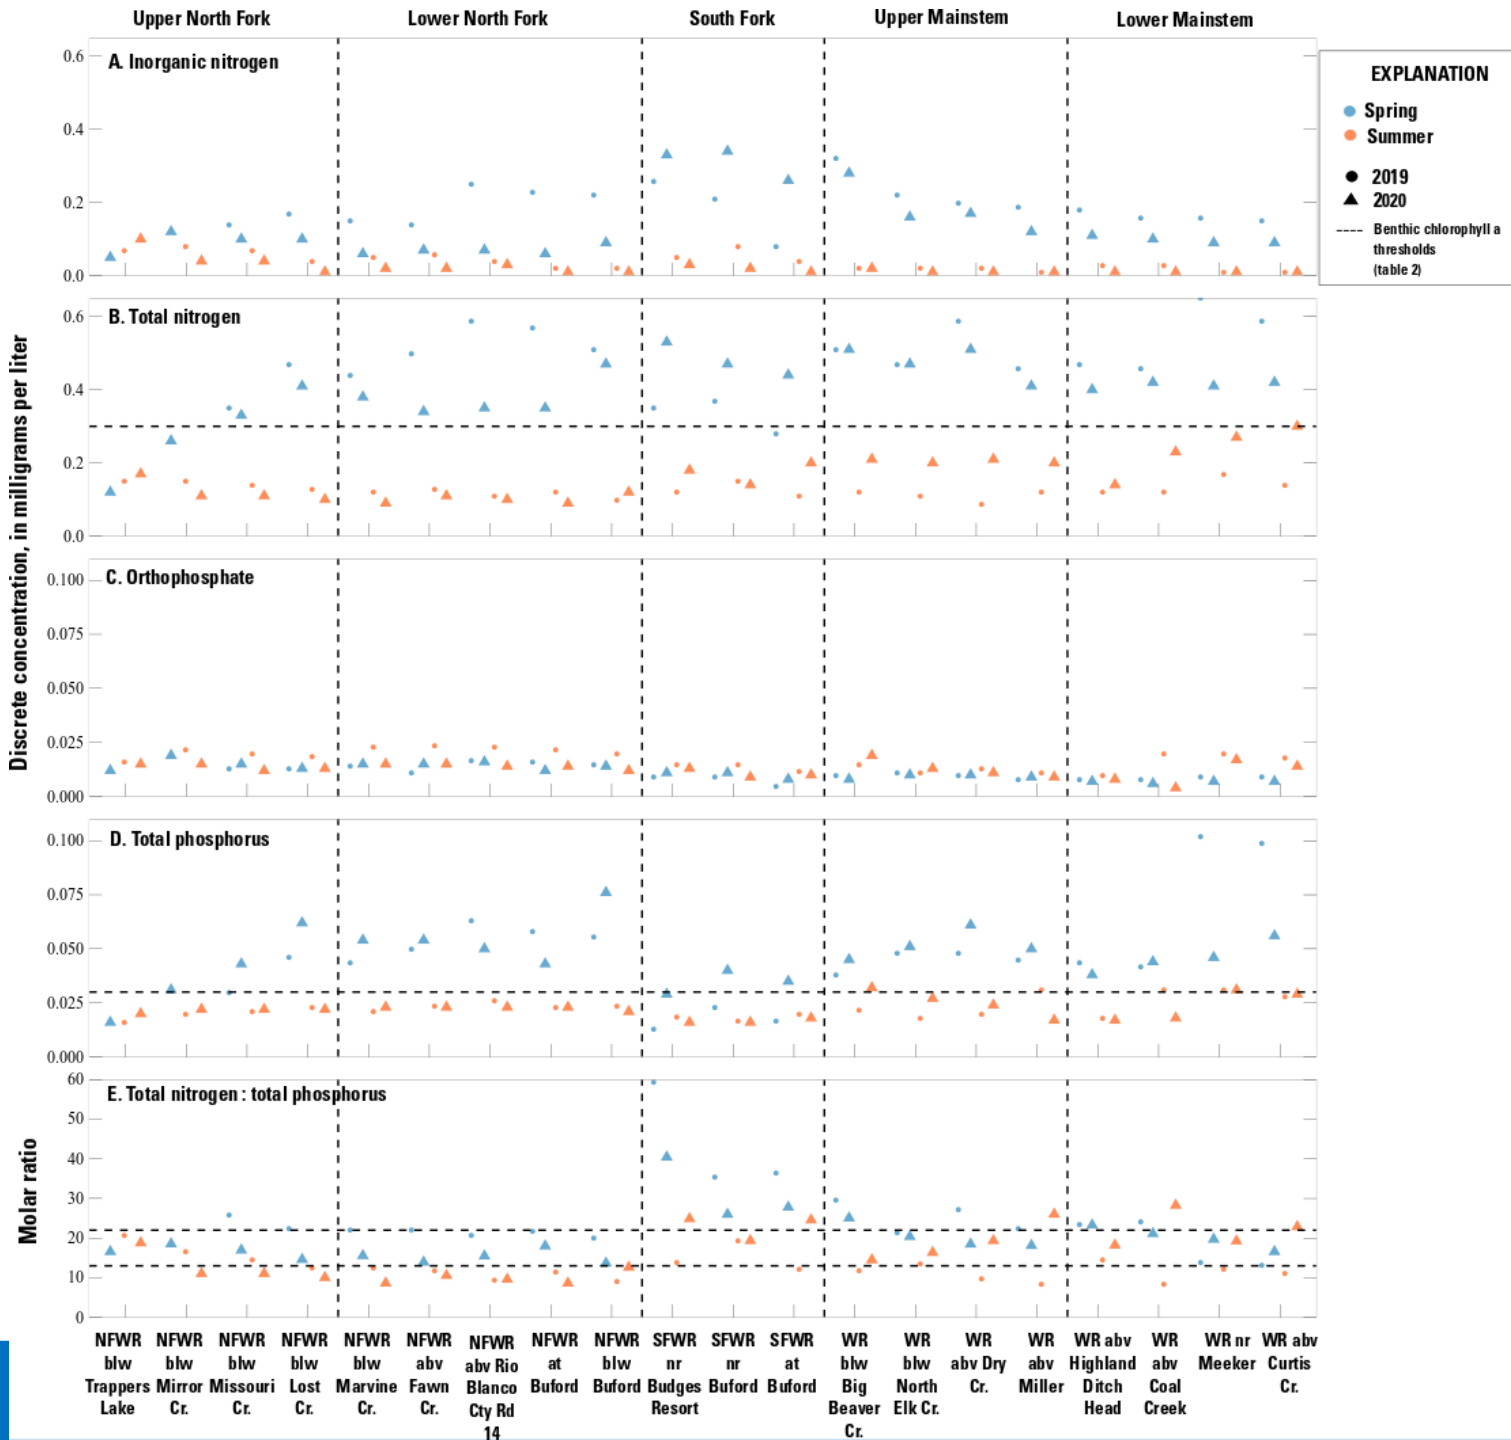 Upper North Fork
Lower North Fork
South Fork
Upper Mainstem
Lower Mainstem
A. Inorganic nitrogen
0.6
0.4
0.2
0.0
EXPLANATION
Spring
Summer
2019
2020
Benthic chlorophyll a
thresholds
(table 2)
Discrete concentration, in milligrams per liter
B. Total nitrogen
0.6
0.4
0.2
0.0
C. Orthophosphate
0.100
0.075
0.050
0.025
0.000
D. Total phosphorus
0.100
0.075
0.050
0.025
0.000
Molar ratio
E. Total nitrogen : total phosphorus
60
50
40
30
20
10
0
NFWR
blw
Trappers
Lake
NFWR
blw
Mirror
Cr.
NFWR
blw
Missouri
Cr.
NFWR
blw
Lost
Cr.
NFWR
blw
Marvine
Cr.
NFWR
abv
Fawn
Cr.
NFWR
abv Rio
Blanco
Cty Rd
14
NFWR
at
Buford
NFWR
blw
Buford
SFWR
nr
Budges
Resort
SFWR
nr
Buford
SFWR
at
Buford
WR
blw
Big
Beaver
Cr.
WR
blw
North
Elk Cr.
WR
abv Dry
Cr.
WR
abv
Miller
WR abv
Highland
Ditch
Head
WR
abv
Coal
Creek
WR nr
Meeker
WR abv
Curtis
Cr.